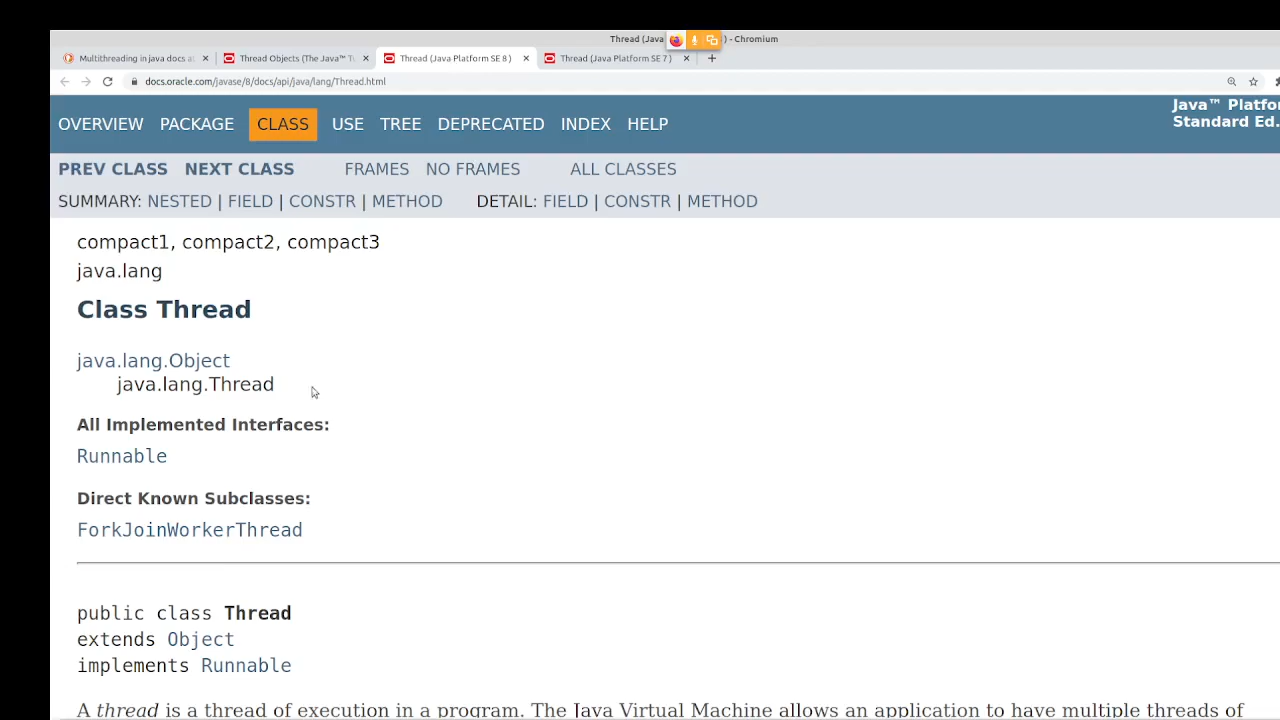 Thread (Java ) - Chromium
Multithreading in java docs a
Thread Objects (The Java™ T
Thread (Java Platform SE 8 )
Thread (Java Platform SE 7 )
docs.oracle.com/javase/8/docs/api/java/lang/Thread.html
OVERVIEW PACKAGE CLASS USE TREE DEPRECATED INDEX HELP
Java™ Platfo
Standard Ed.
PREV CLASS NEXT CLASS FRAMES NO FRAMES ALL CLASSES
SUMMARY: NESTED | FIELD | CONSTR | METHOD DETAIL: FIELD | CONSTR | METHOD
compact1, compact2, compact3
java.lang
Class Thread
java.lang.Object
java.lang.Thread
All Implemented Interfaces:
Runnable
Direct Known Subclasses:
ForkJoinWorkerThread
public class Thread
extends Object
implements Runnable
A thread is a thread of execution in a program. The Java Virtual Machine allows an application to have multiple threads of